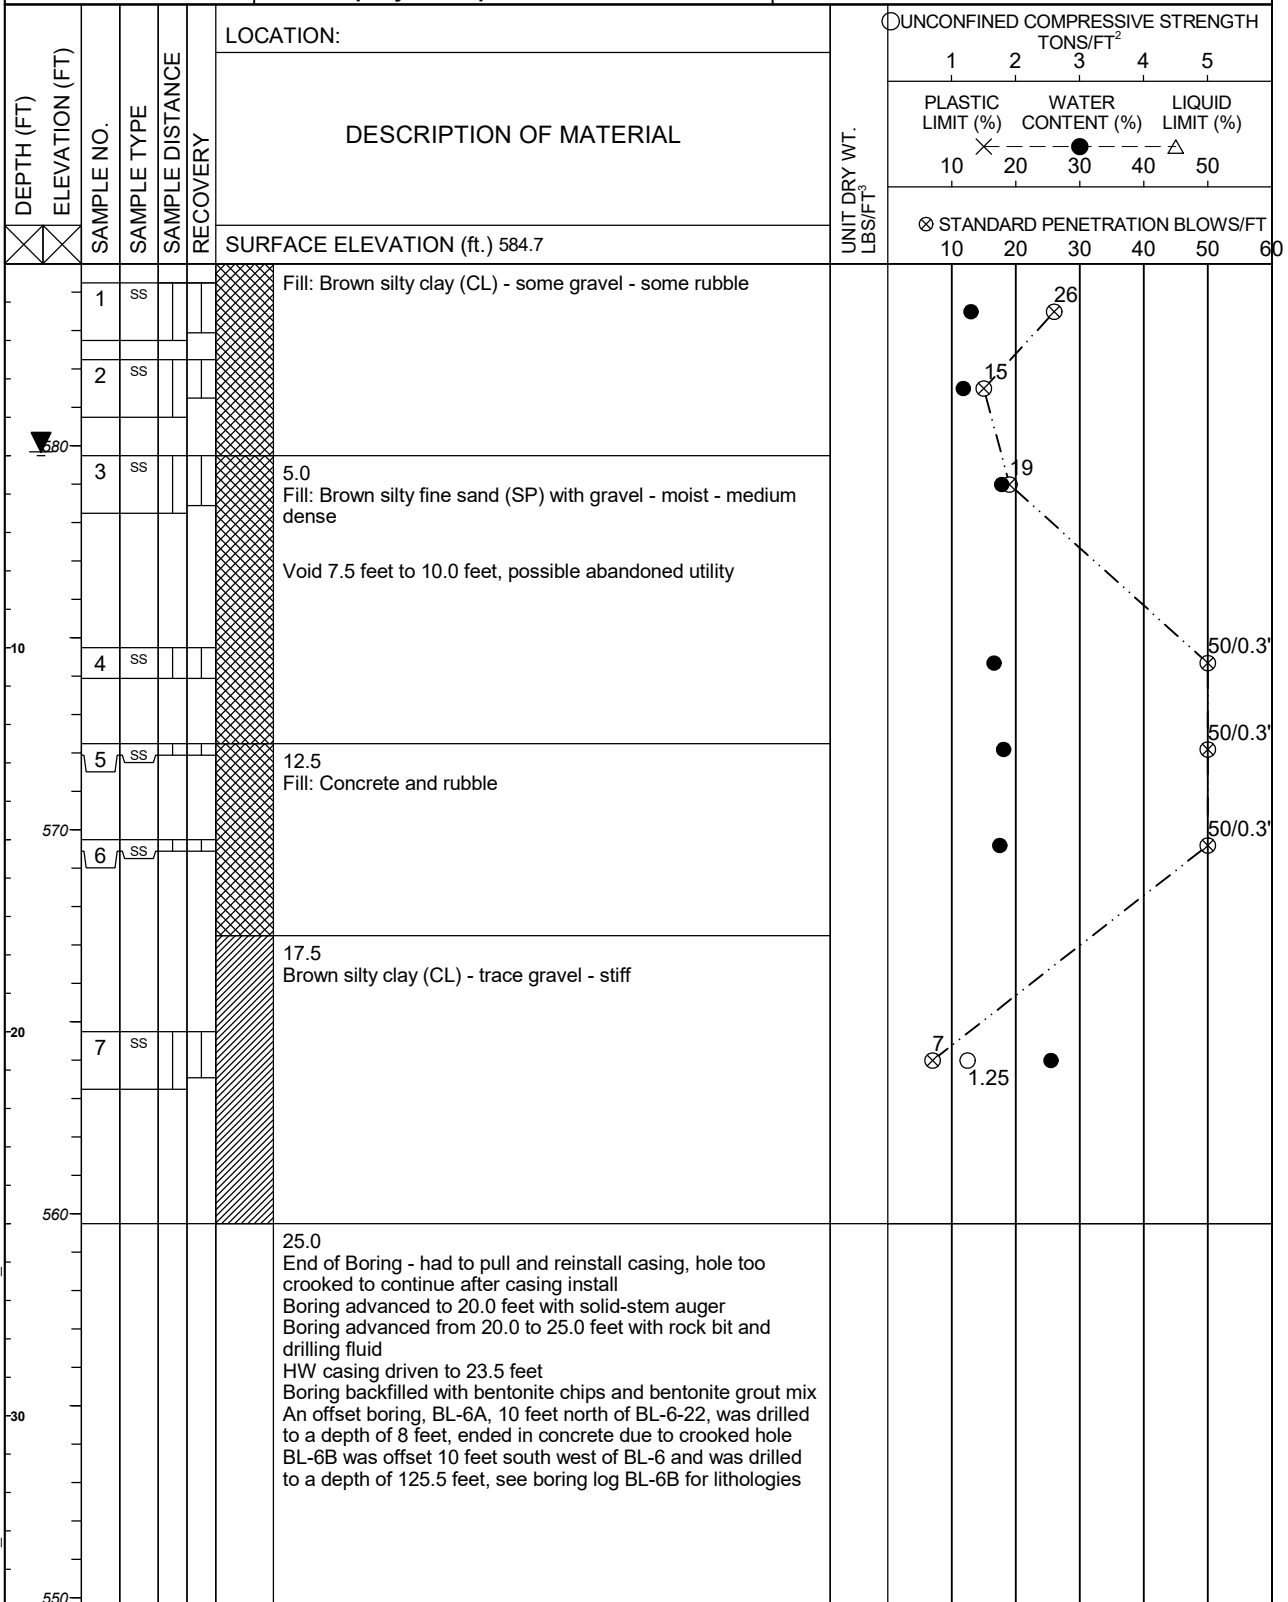 LOCATION:
DEPTH (FT)
ELEVATION (FT)
SAMPLE NO.
SAMPLE TYPE
SAMPLE DISTANCE
RECOVERY
DESCRIPTION OF MATERIAL
SURFACE ELEVATION (ft.) 584.7
UNIT DRY WT.
LBS/FT³
UNCONFINED COMPRESSIVE STRENGTH
TONS/FT²
1 2 3 4 5
PLASTIC LIMIT (%)
WATER CONTENT (%)
LIQUID LIMIT (%)
10 20 30 40 50
STANDARD PENETRATION BLOWS/FT
10 20 30 40 50 60
1 SS
Fill: Brown silty clay (CL) - some gravel - some rubble
26
2 SS
15
580
3 SS
5.0
Fill: Brown silty fine sand (SP) with gravel - moist - medium
dense
19
Void 7.5 feet to 10.0 feet, possible abandoned utility
10
4 SS
50/0.3'
5 SS
12.5
Fill: Concrete and rubble
50/0.3'
570
6 SS
50/0.3'
17.5
Brown silty clay (CL) - trace gravel - stiff
20
7 SS
7
1.25
560
25.0
End of Boring - had to pull and reinstall casing, hole too
crooked to continue after casing install
Boring advanced to 20.0 feet with solid-stem auger
Boring advanced from 20.0 to 25.0 feet with rock bit and
drilling fluid
HW casing driven to 23.5 feet
Boring backfilled with bentonite chips and bentonite grout mix
An offset boring, BL-6A, 10 feet north of BL-6-22, was drilled
to a depth of 8 feet, ended in concrete due to crooked hole
BL-6B was offset 10 feet south west of BL-6 and was drilled
to a depth of 125.5 feet, see boring log BL-6B for lithologies
30
550